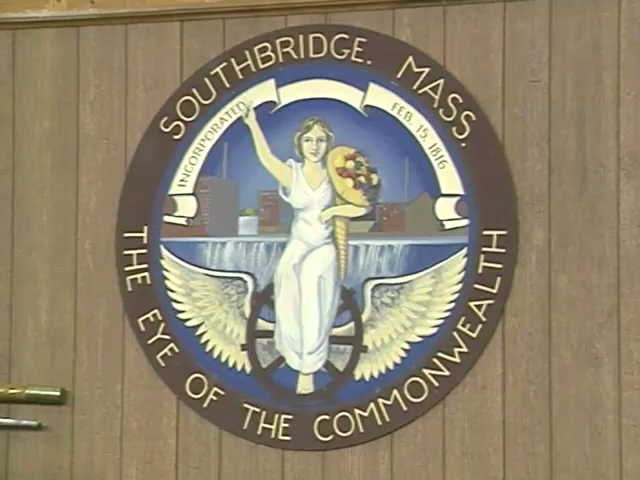 SOUTHBRIDGE. MASS.
INCORPORATED
FEB. 15, 1816
THE EYE OF THE COMMONWEALTH